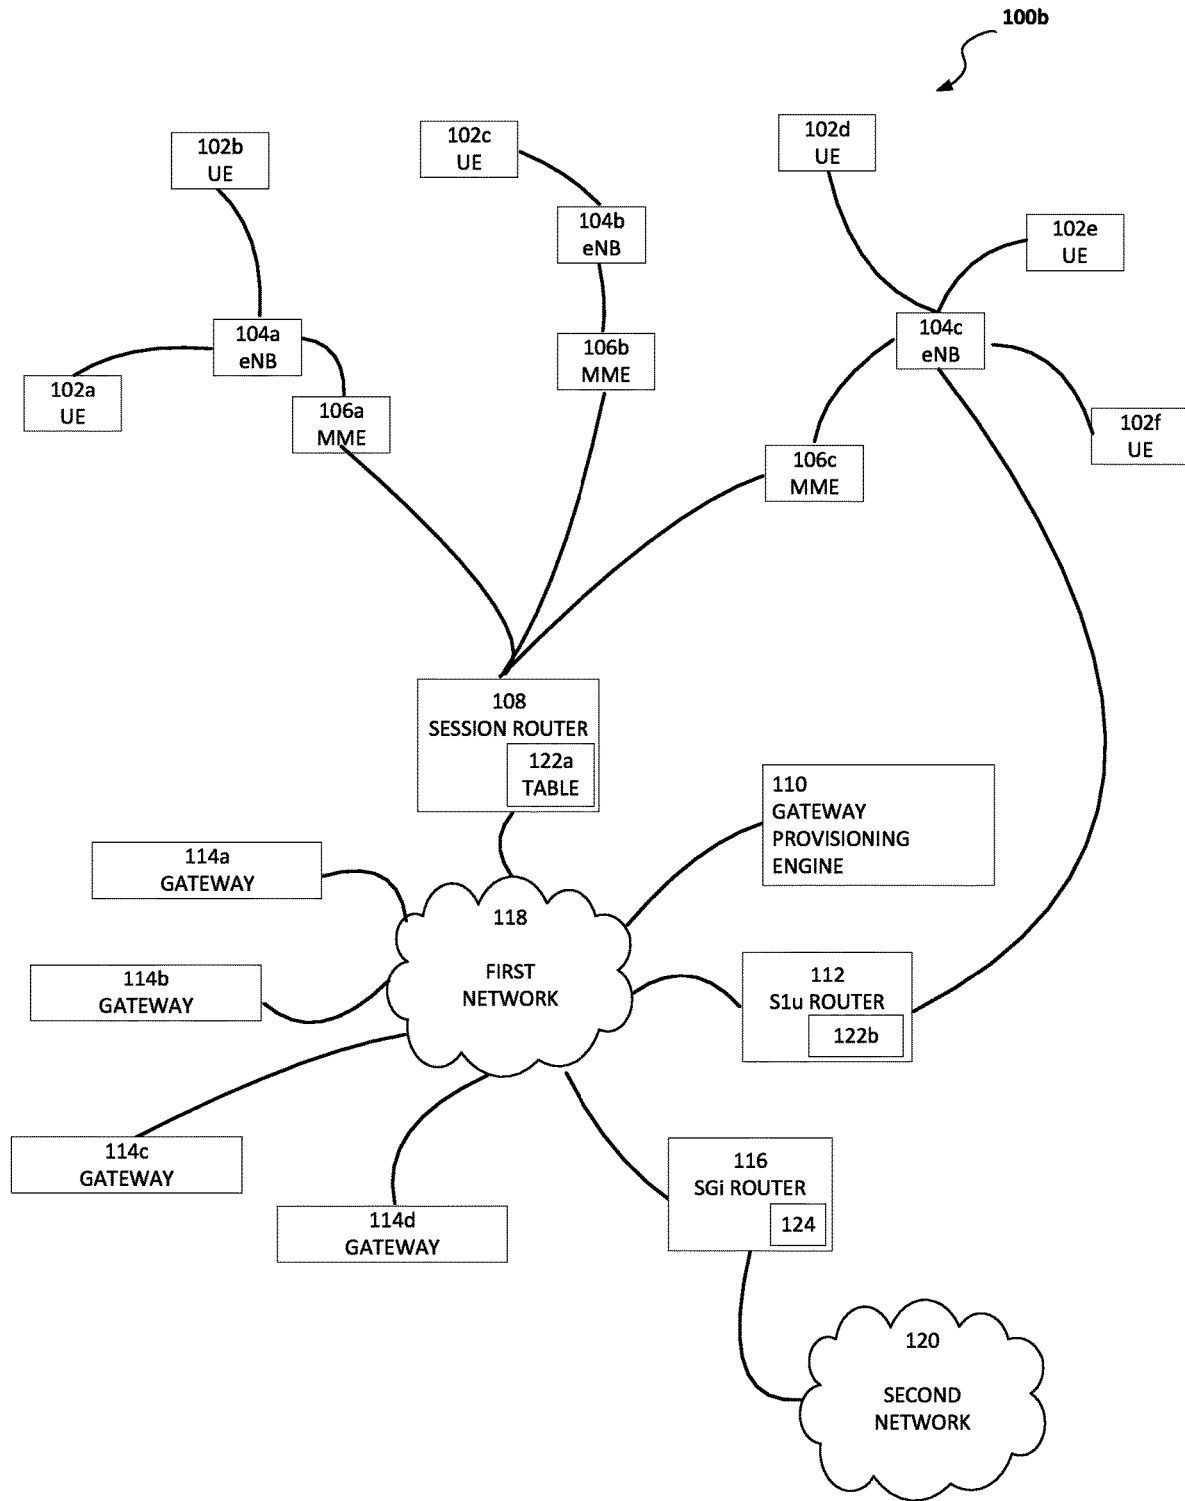 100b
102b
UE
102c
UE
102d
UE
104b
eNB
102e
UE
104a
eNB
104c
eNB
106b
MME
102a
UE
106a
MME
102f
UE
106c
MME
108
SESSION ROUTER
122a
TABLE
110
GATEWAY
PROVISIONING
ENGINE
114a
GATEWAY
118
FIRST
NETWORK
114b
GATEWAY
112
S1u ROUTER
122b
114c
GATEWAY
116
SGi ROUTER
124
114d
GATEWAY
120
SECOND
NETWORK